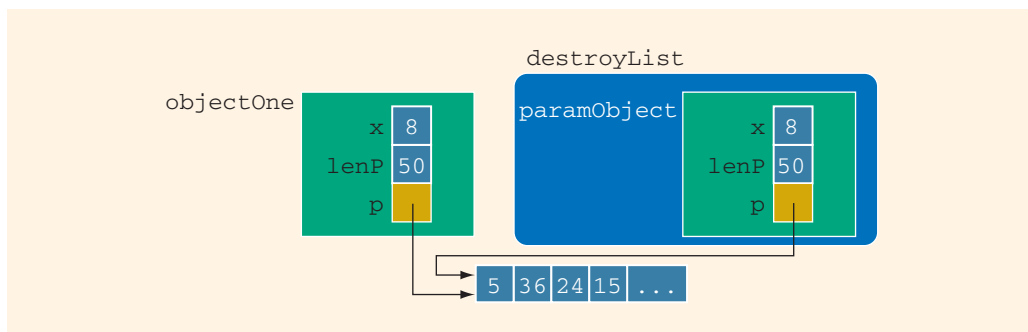 destroyList
objectOne
paramObject
x 8
lenP 50
p
x 8
lenP 50
p
5 36 24 15 ...